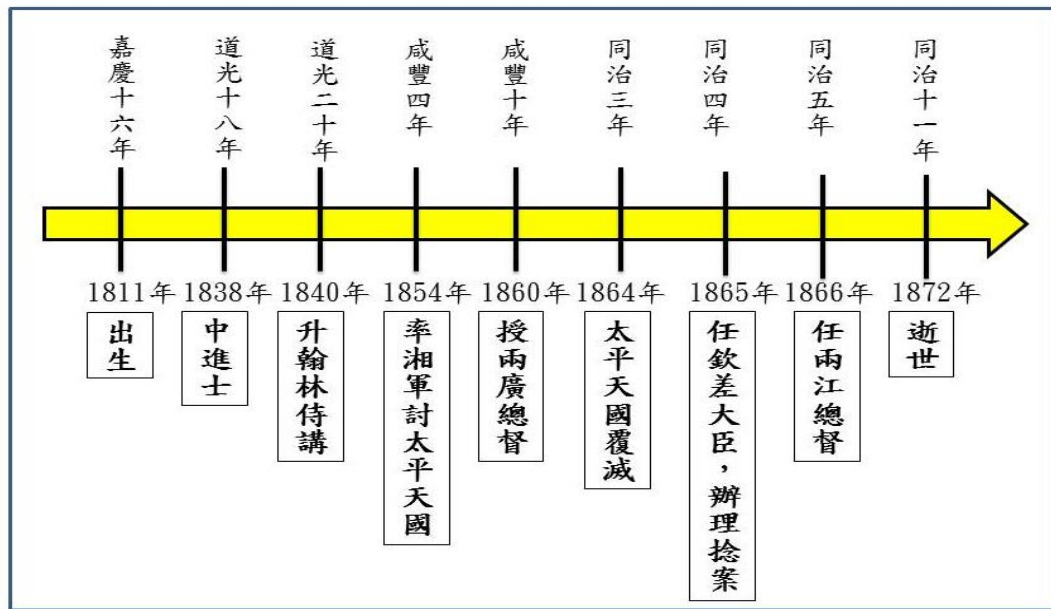 嘉慶十六年
道光十八年
道光二十年
咸豐四年
咸豐十年
同治三年
同治四年
同治五年
同治十一年
1811年
1838年
1840年
1854年
1860年
1864年
1865年
1866年
1872年
出生
中進士
升翰林侍講
率湘軍討太平天國
授兩廣總督
太平天國覆滅
任欽差大臣，辦理捻案
任兩江總督
逝世